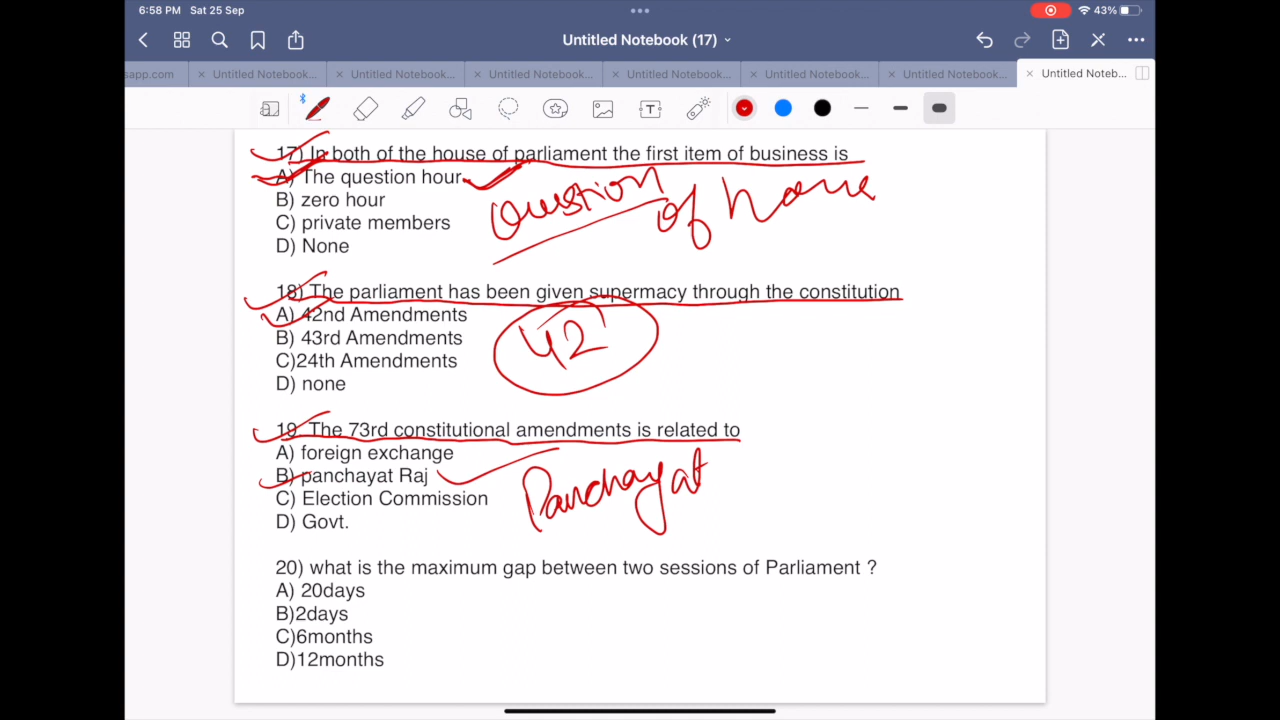 6:58 PM Sat 25 Sep
43%
Untitled Notebook (17)
sapp.com
Untitled Notebook...
Untitled Notebook...
Untitled Notebook...
Untitled Notebook...
Untitled Notebook...
Untitled Notebook...
Untitled Noteb...
17) In both of the house of parliament the first item of business is
A) The question hour
B) zero hour
C) private members
D) None
Question of hour
18) The parliament has been given supermacy through the constitution
A) 42nd Amendments
B) 43rd Amendments
C)24th Amendments
D) none
42
19) The 73rd constitutional amendments is related to
A) foreign exchange
B) panchayat Raj
C) Election Commission
D) Govt.
Panchayat
20) what is the maximum gap between two sessions of Parliament ?
A) 20days
B)2days
C)6months
D)12months